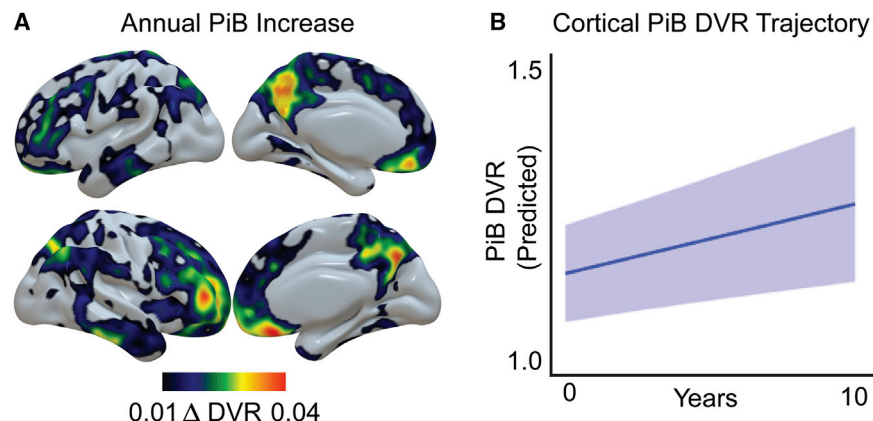 A Annual PiB Increase
0.01 Δ DVR 0.04
B Cortical PiB DVR Trajectory
1.5
PiB DVR
(Predicted)
1.0
0 Years 10